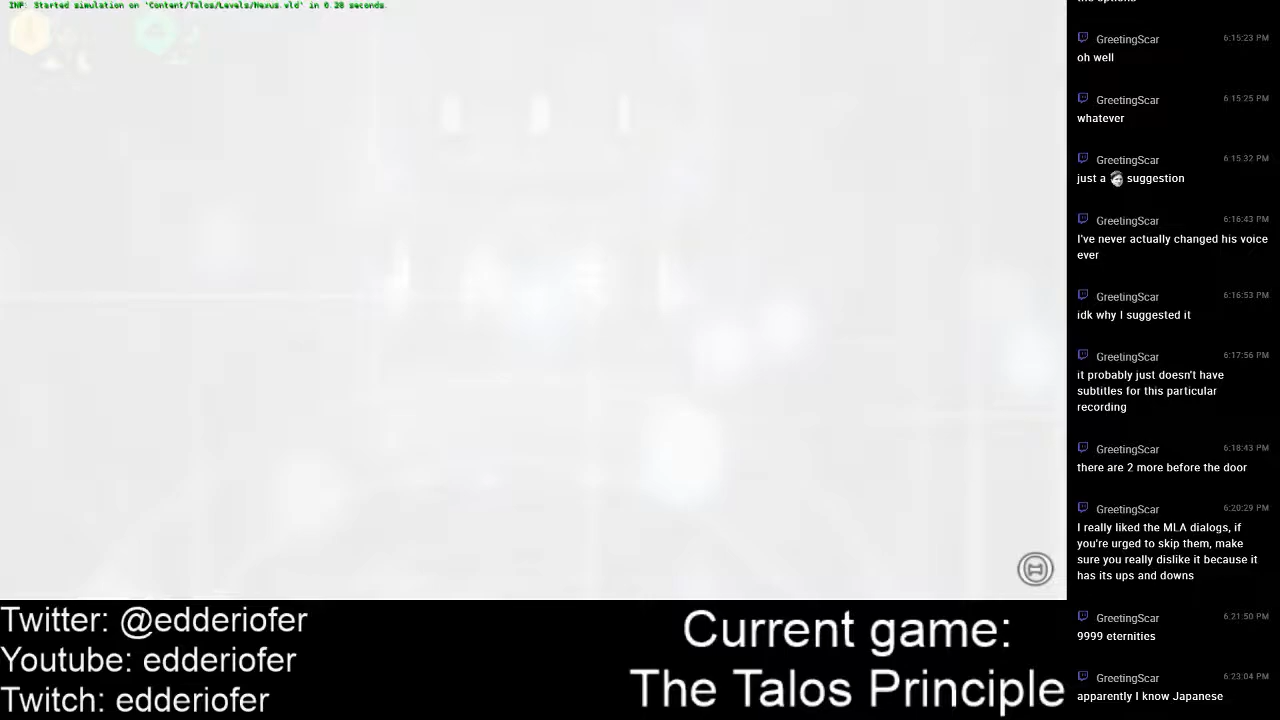 INF: Started simulation on 'Content/Talos/Levels/Nexus.wld' in 0.20 seconds.
GreetingScar 6:15:23 PM
oh well
GreetingScar 6:15:25 PM
whatever
GreetingScar 6:15:32 PM
just a suggestion
GreetingScar 6:16:43 PM
I've never actually changed his voice
ever
GreetingScar 6:16:53 PM
idk why I suggested it
GreetingScar 6:17:56 PM
it probably just doesn't have
subtitles for this particular
recording
GreetingScar 6:18:43 PM
there are 2 more before the door
GreetingScar 6:20:29 PM
I really liked the MLA dialogs, if
you're urged to skip them, make
sure you really dislike it because it
has its ups and downs
GreetingScar 6:21:50 PM
9999 eternities
GreetingScar 6:23:04 PM
apparently I know Japanese
Twitter: @edderiofer
Youtube: edderiofer
Twitch: edderiofer
Current game:
The Talos Principle